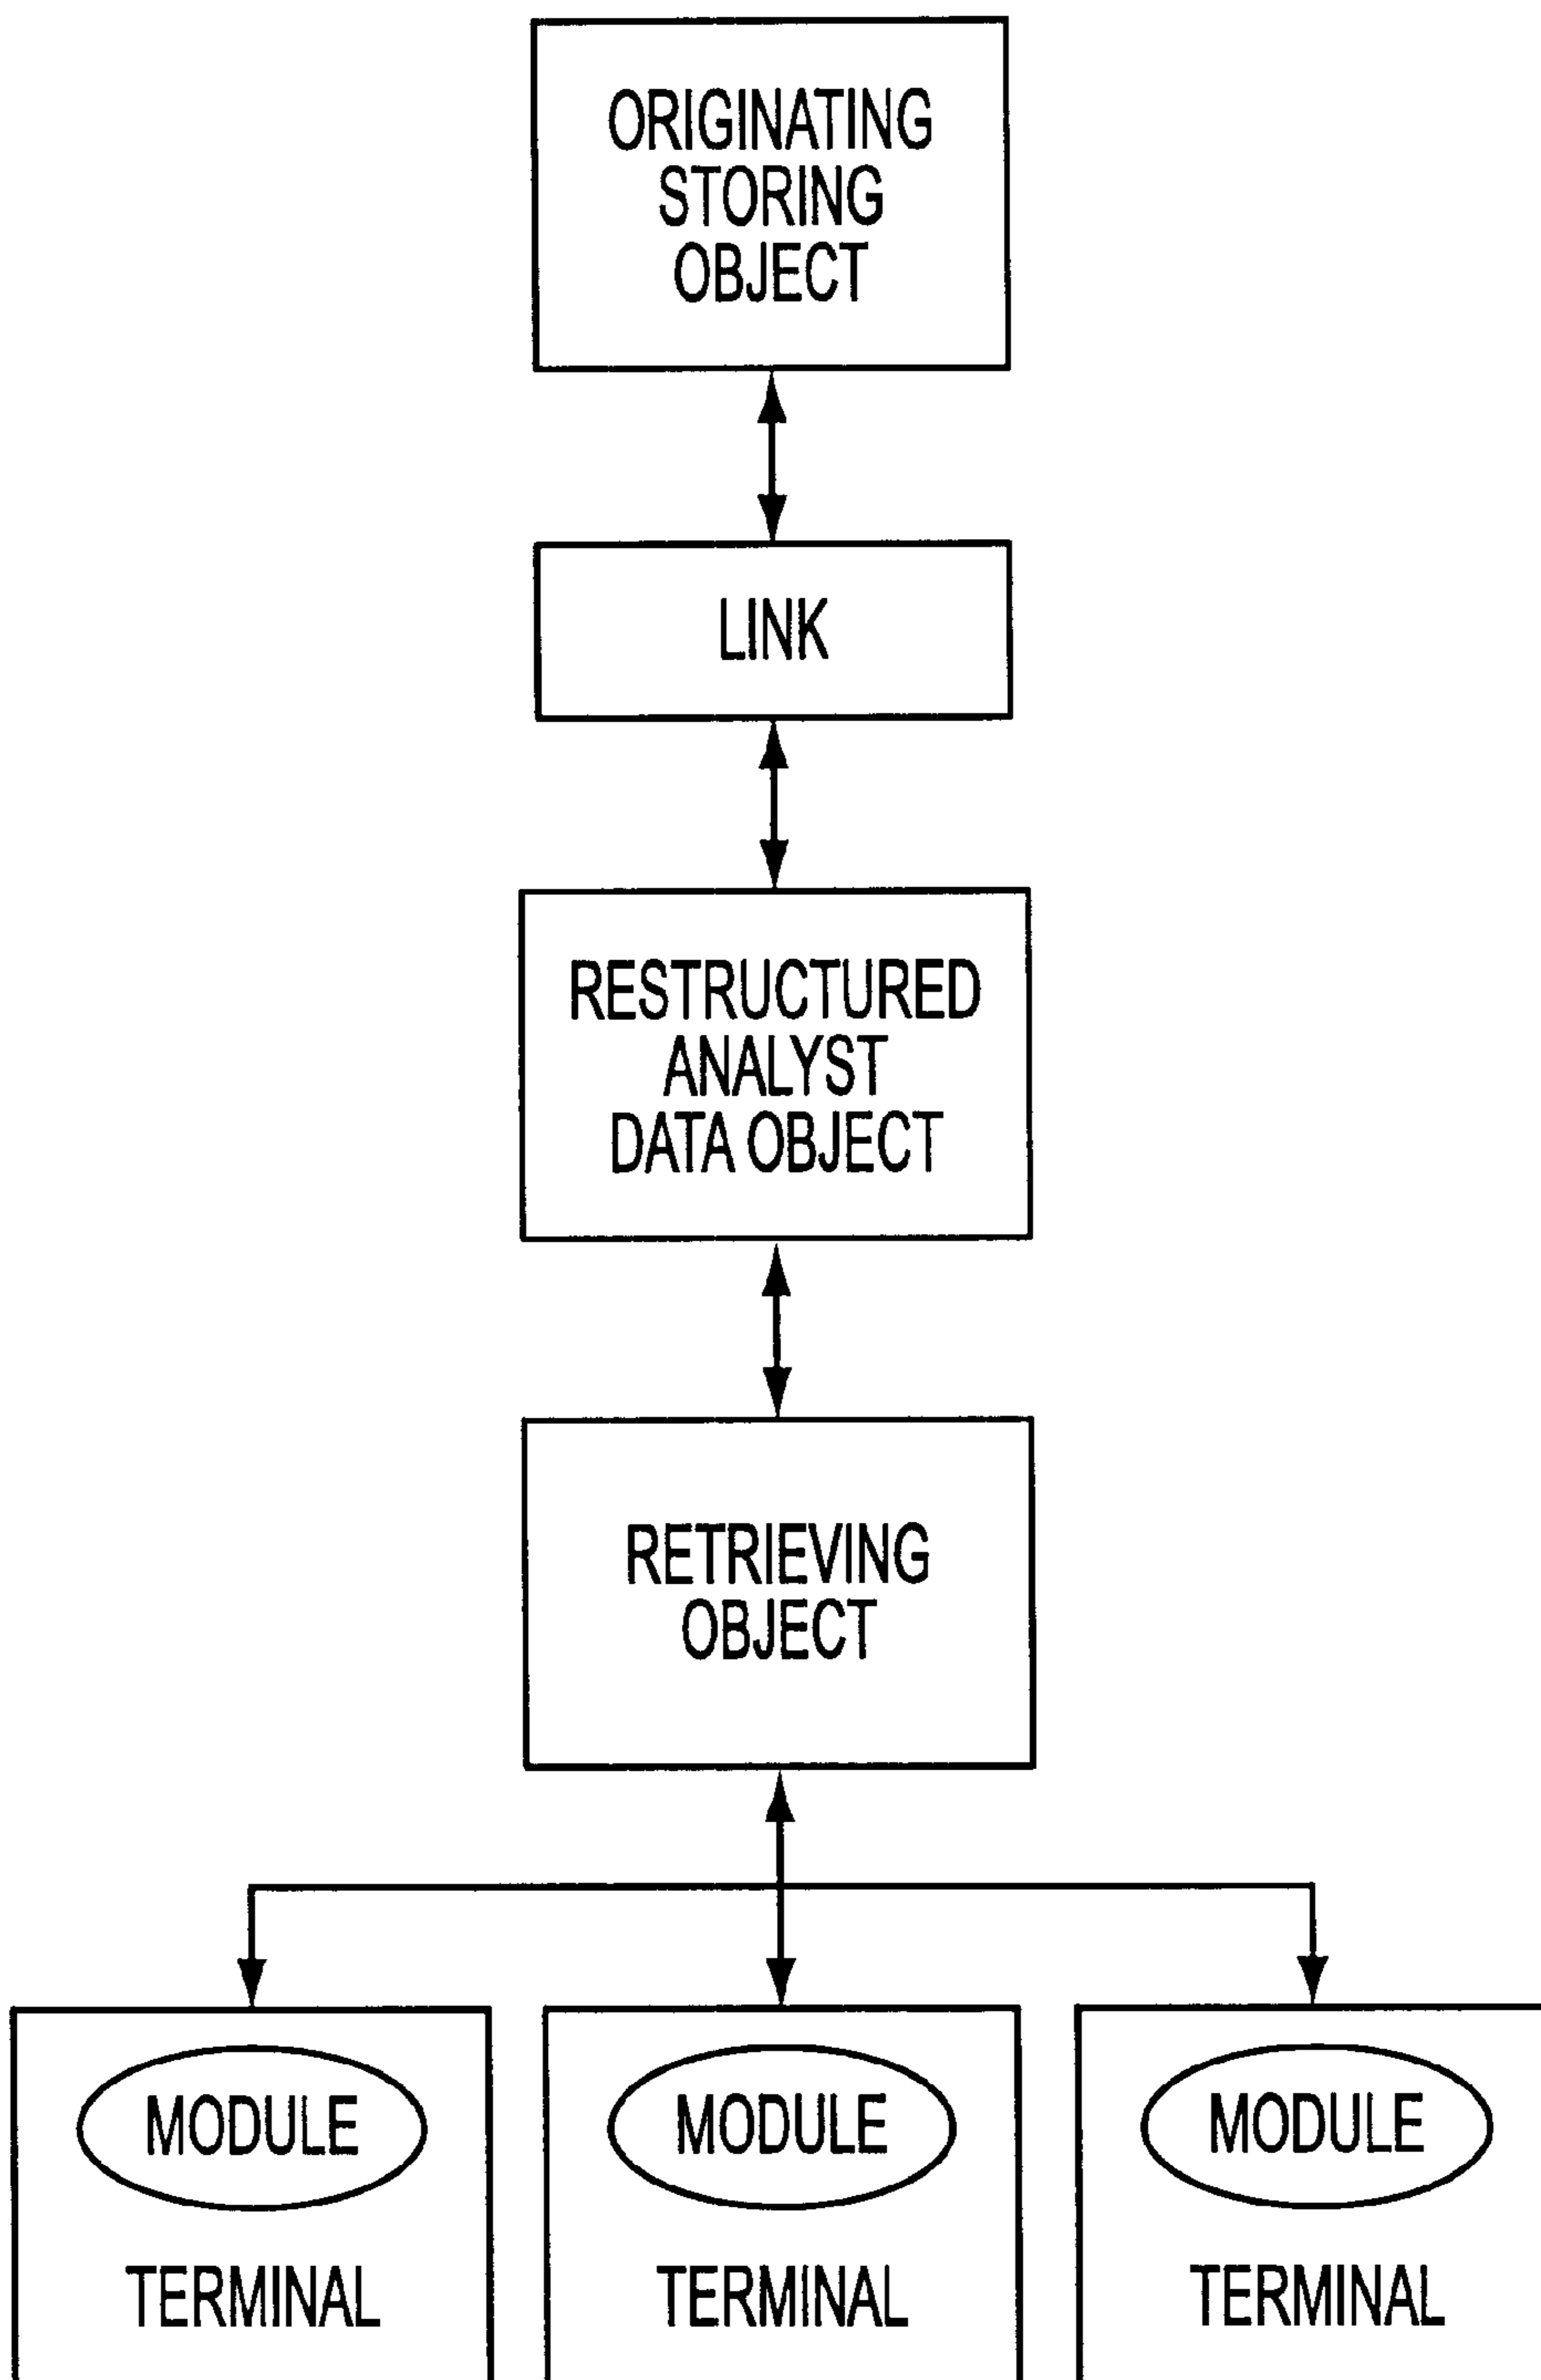 ORIGINATING
STORING
OBJECT
LINK
RESTRUCTURED
ANALYST
DATA OBJECT
RETRIEVING
OBJECT
MODULE
MODULE
MODULE
TERMINAL
TERMINAL
TERMINAL